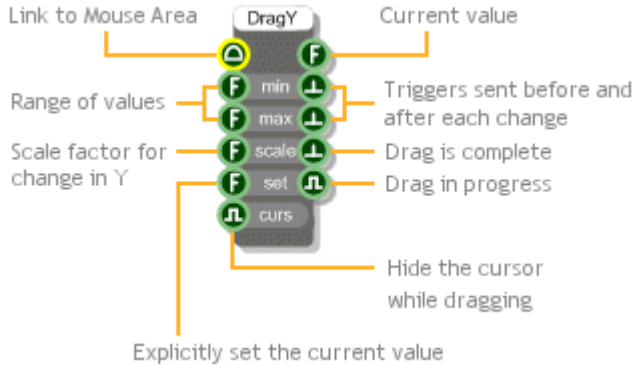 Link to Mouse Area
DragY
Current value
F
F
min
Range of values
F
max
Triggers sent before and
after each change
Scale factor for
change in Y
F
scale
Drag is complete
F
set
Drag in progress
curs
Hide the cursor
while dragging
Explicitly set the current value